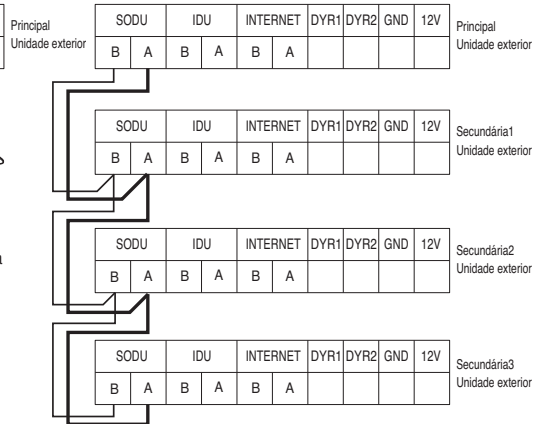 Principal
Unidade exterior
SODU IDU INTERNET DYR1 DYR2 GND 12V
B A B A B A
Principal
Unidade exterior
SODU IDU INTERNET DYR1 DYR2 GND 12V
B A B A B A
Secundária1
Unidade exterior
SODU IDU INTERNET DYR1 DYR2 GND 12V
B A B A B A
Secundária2
Unidade exterior
SODU IDU INTERNET DYR1 DYR2 GND 12V
B A B A B A
Secundária3
Unidade exterior